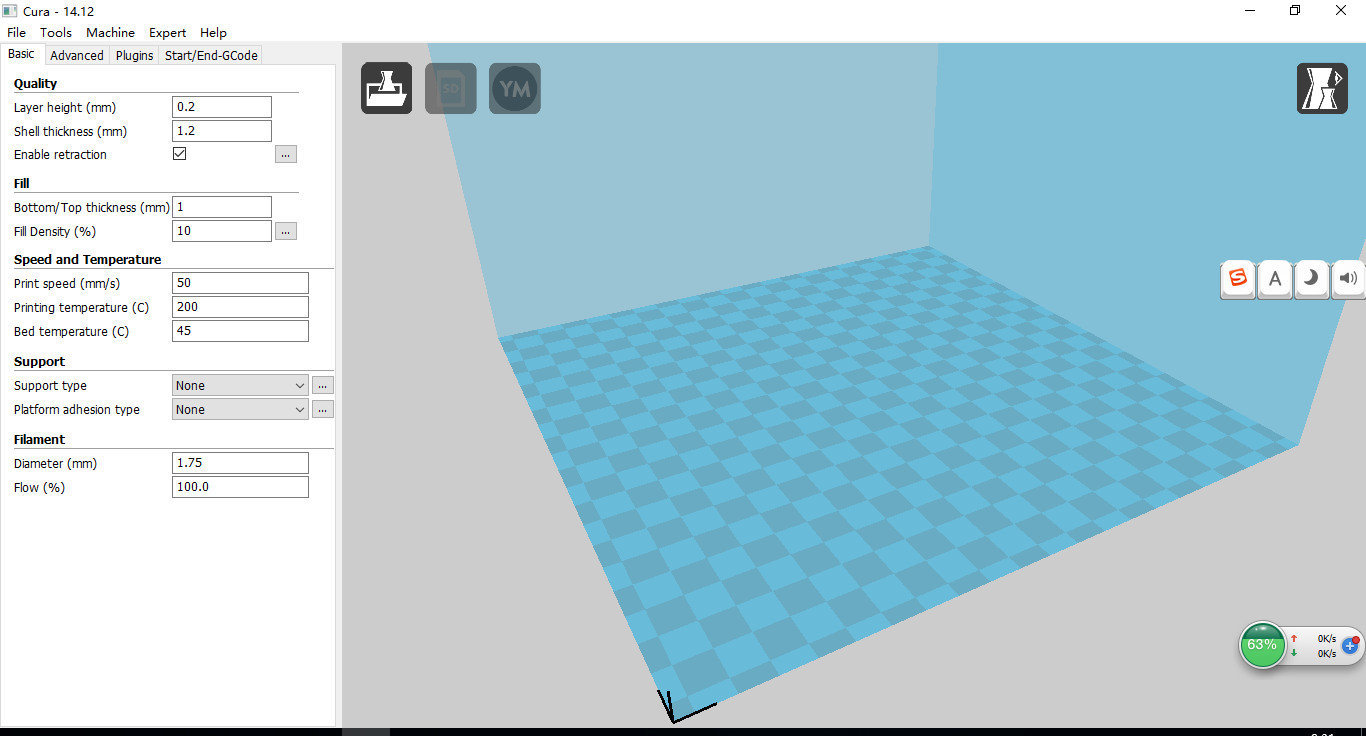 Cura - 14.12
File Tools Machine Expert Help
Basic Advanced Plugins Start/End-GCode
Quality
Layer height (mm) 0.2
Shell thickness (mm) 1.2
Enable retraction ...
Fill
Bottom/Top thickness (mm) 1
Fill Density (%) 10 ...
Speed and Temperature
Print speed (mm/s) 50
Printing temperature (C) 200
Bed temperature (C) 45
Support
Support type None ...
Platform adhesion type None ...
Filament
Diameter (mm) 1.75
Flow (%) 100.0
SD YM
S A
63% 0K/s
0K/s